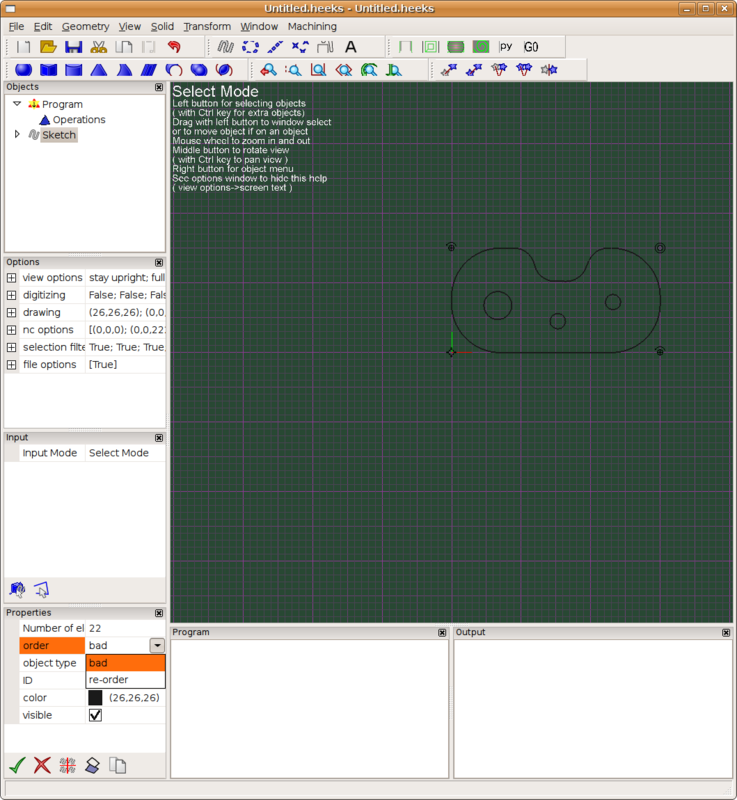 Untitled.heeks - Untitled.heeks
File Edit Geometry View Solid Transform Window Machining
A py G0
Objects
Program
Operations
Sketch
Options
view options stay upright; full
digitizing False; False; Fals
drawing (26,26,26); (0,0,
nc options [(0,0,0); (0,0,22
selection filte True; True; True
file options [True]
Input
Input Mode Select Mode
Properties
Number of el 22
order bad
object type bad
ID re-order
color (26,26,26)
visible
Select Mode
Left button for selecting objects
( with Ctrl key for extra objects)
Drag with left button to window select
or to move object if on an object
Mouse wheel to zoom in and out
Middle button to rotate view
( with Ctrl key to pan view )
Right button for object menu
See options window to hide this help
( view options->screen text )
Program
Output